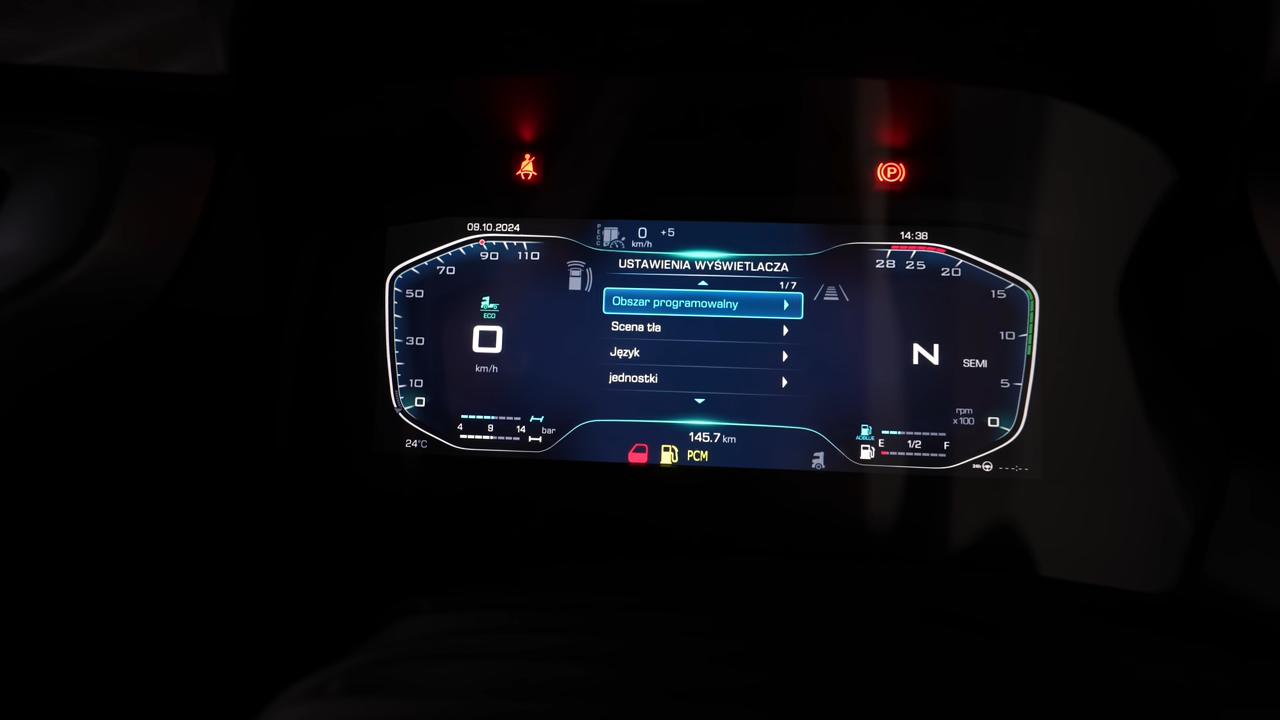 P
09.10.2024
0 +5
km/h
14:38
USTAWIENIA WYŚWIETLACZA
1/7
Obszar programowalny
Scena tła
Język
jednostki
10
30
50
70
90
110
0
ECO
0
km/h
4 9 14 bar
24°C
145.7 km
PCM
28
25
20
15
10
5
0
N
SEMI
rpm
x100
ADBLUE
E 1/2 F
24h --:--